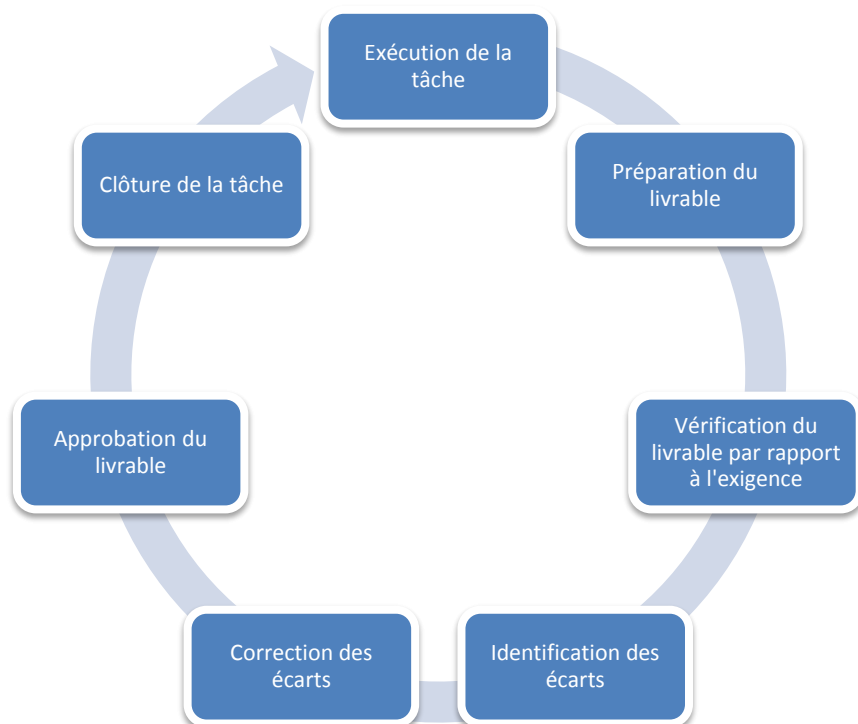 Exécution de la
tâche
Préparation du
livrable
Vérification du
livrable par rapport
à l'exigence
Identification des
écarts
Correction des
écarts
Approbation du
livrable
Clôture de la tâche